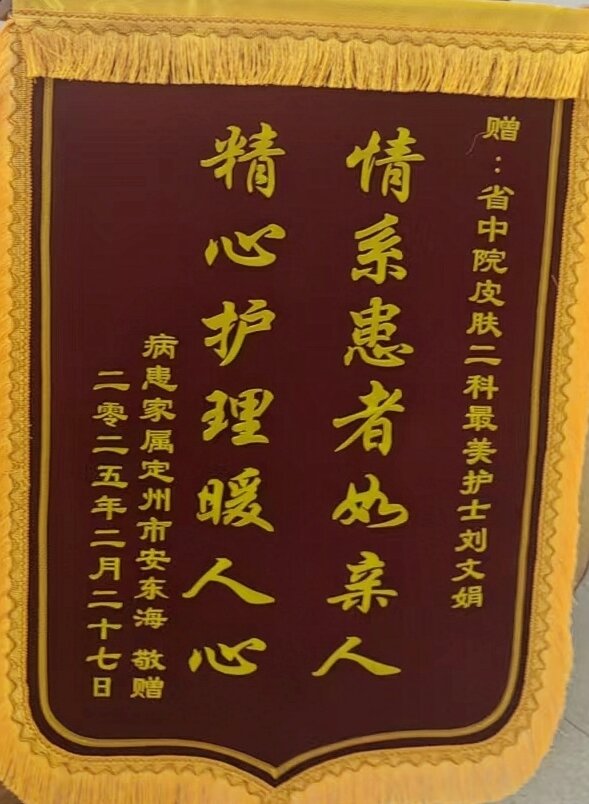 赠：省中院皮肤二科最美护士刘文娟
情系患者如亲人
精心护理暖人心
病患家属定州市安东海 敬赠
二零二五年二月二十七日